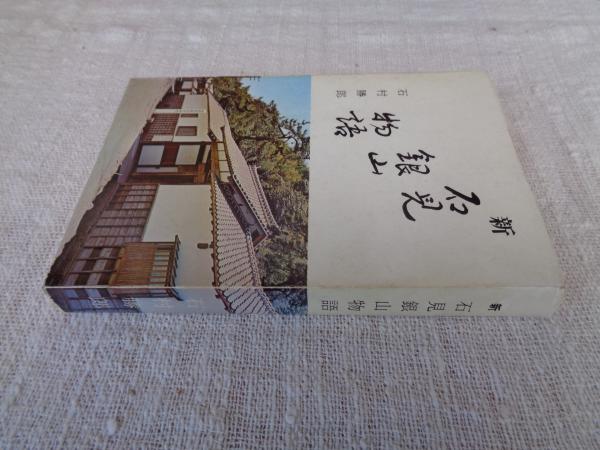 新
石見
銀山
物語
石村勝郎
新 石見銀山物語